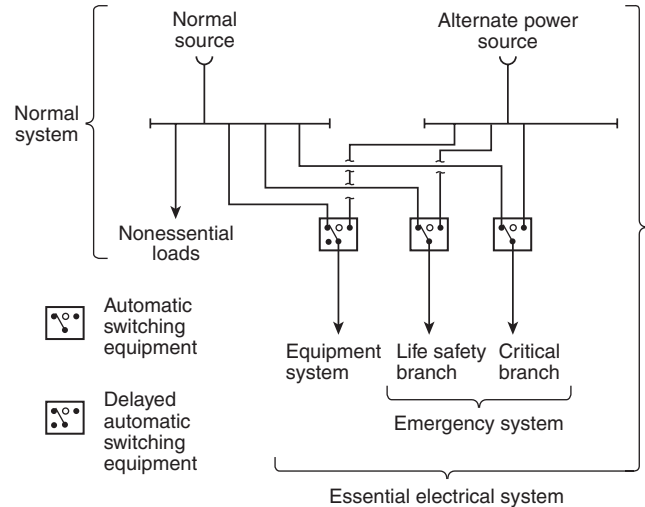 Normal
source
Alternate power
source
Normal
system
Nonessential
loads
Automatic
switching
equipment
Equipment
system
Life safety
branch
Critical
branch
Delayed
automatic
switching
equipment
Emergency system
Essential electrical system